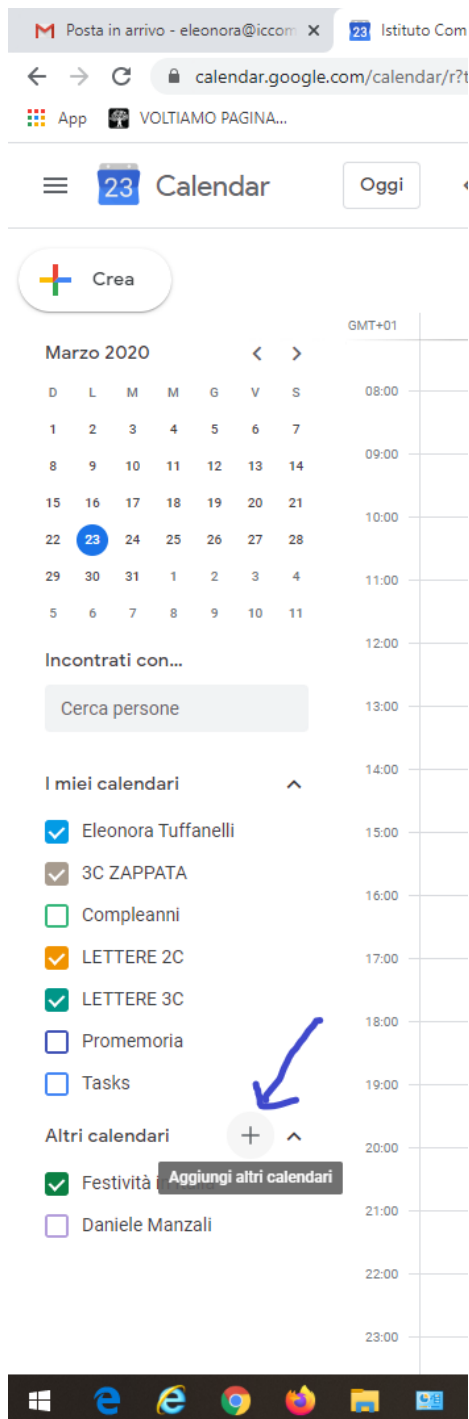 Posta in arrivo - eleonora@iccom
23 Istituto Com
calendar.google.com/calendar/r?t
App VOLTIAMO PAGINA...
23 Calendar Oggi
Crea
GMT+01
Marzo 2020
D L M M G V S
1 2 3 4 5 6 7
8 9 10 11 12 13 14
15 16 17 18 19 20 21
22 23 24 25 26 27 28
29 30 31 1 2 3 4
5 6 7 8 9 10 11
Incontrati con...
Cerca persone
I miei calendari
Eleonora Tuffanelli
3C ZAPPATA
Compleanni
LETTERE 2C
LETTERE 3C
Promemoria
Tasks
Altri calendari
Aggiungi altri calendari
Festività
Daniele Manzali
08:00
09:00
10:00
11:00
12:00
13:00
14:00
15:00
16:00
17:00
18:00
19:00
20:00
21:00
22:00
23:00